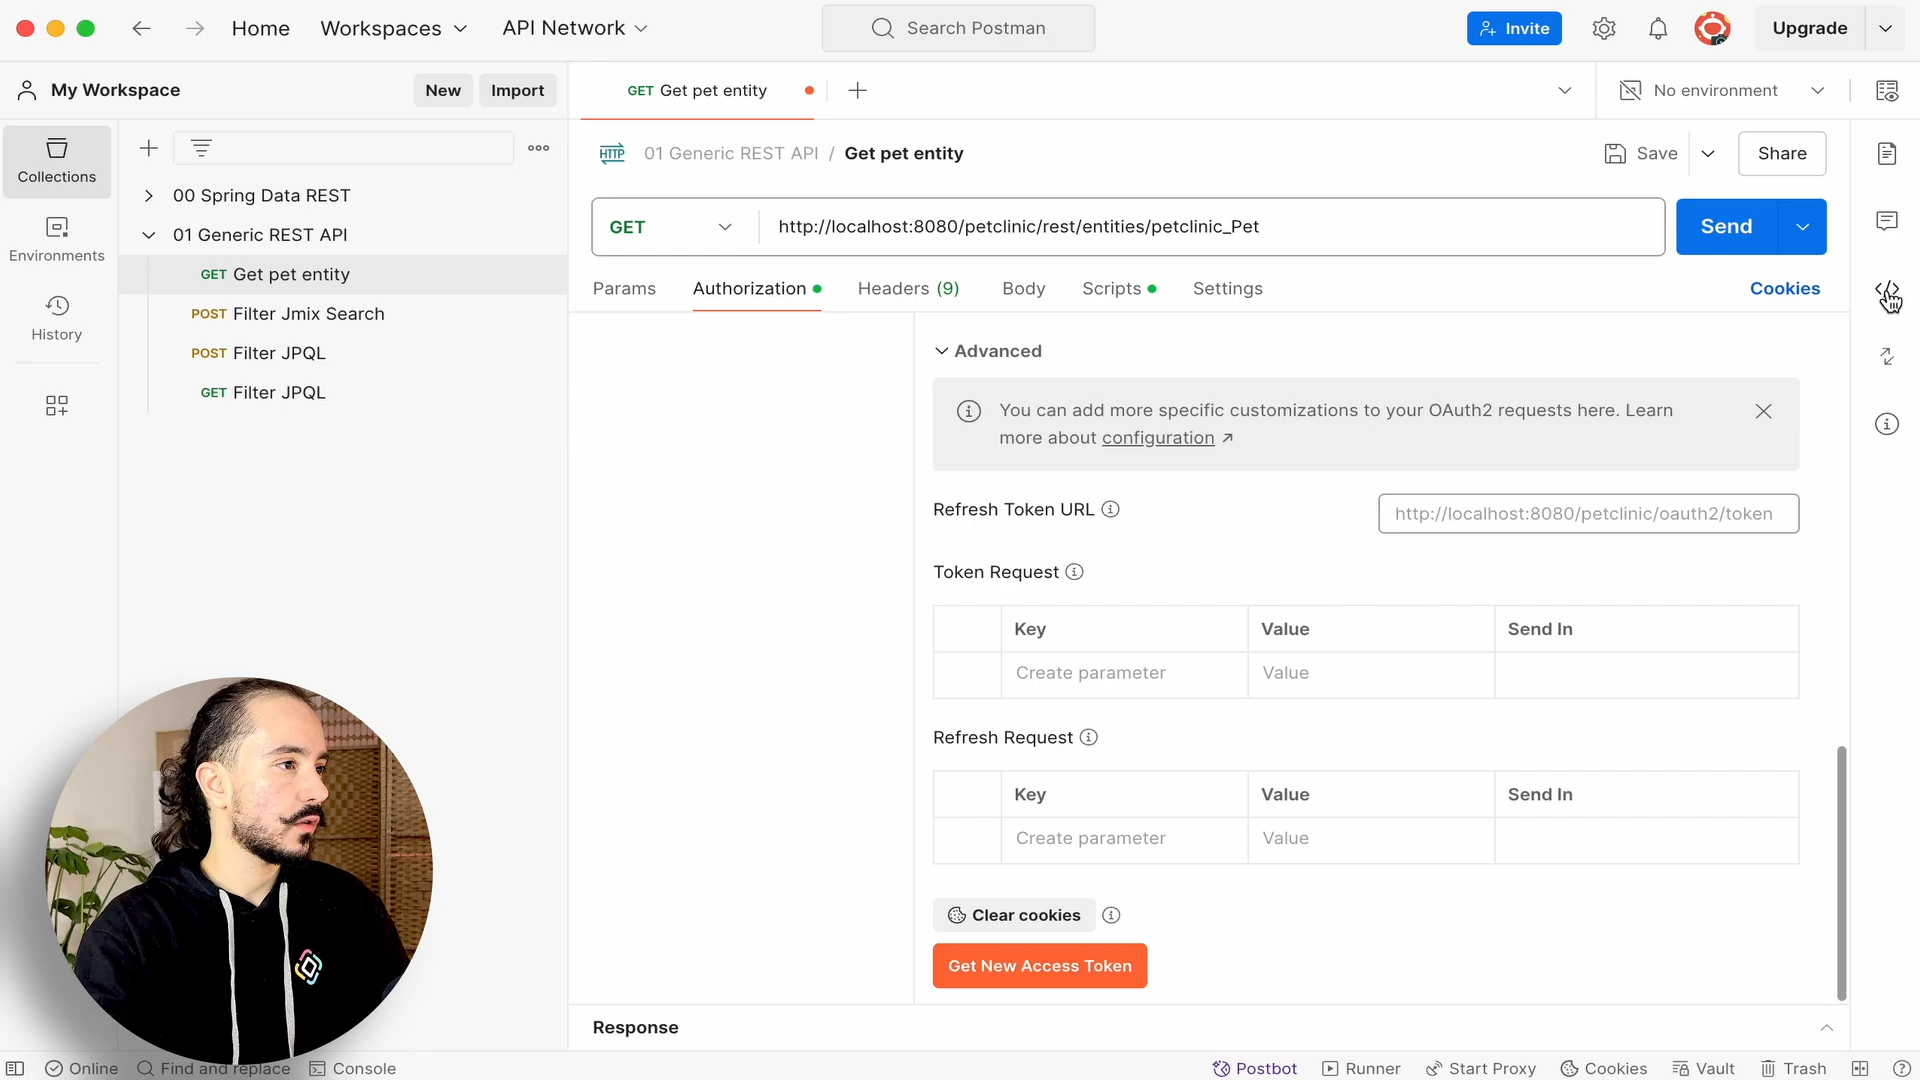 Home
Workspaces
API Network
Search Postman
Invite
Upgrade
My Workspace
New
Import
GET Get pet entity
No environment
Collections
Environments
History
00 Spring Data REST
01 Generic REST API
GET Get pet entity
POST Filter Jmix Search
POST Filter JPQL
GET Filter JPQL
HTTP 01 Generic REST API / Get pet entity
Save
Share
GET
http://localhost:8080/petclinic/rest/entities/petclinic_Pet
Send
Params
Authorization
Headers (9)
Body
Scripts
Settings
Cookies
Advanced
You can add more specific customizations to your OAuth2 requests here. Learn
more about configuration ↗
Refresh Token URL
http://localhost:8080/petclinic/oauth2/token
Token Request
Key Value Send In
Create parameter Value
Refresh Request
Key Value Send In
Create parameter Value
Clear cookies
Get New Access Token
Response
Online
Find and replace
Console
Postbot
Runner
Start Proxy
Cookies
Vault
Trash